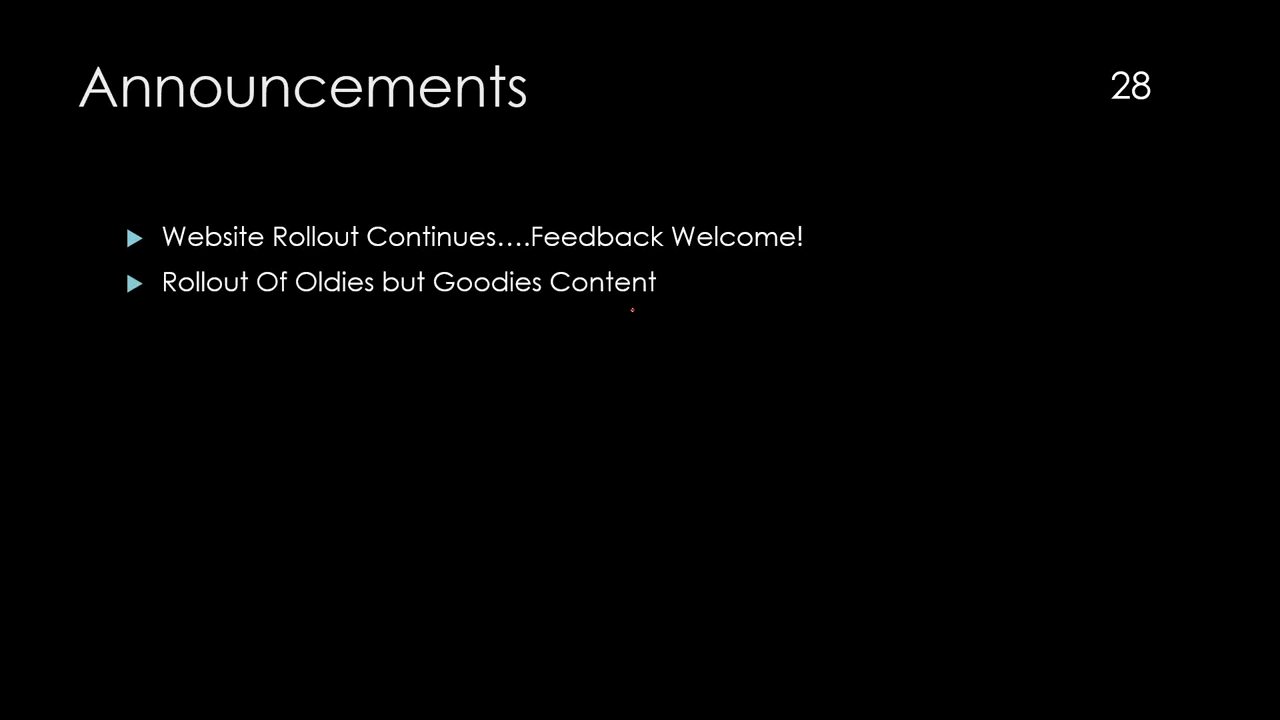 Announcements
28
Website Rollout Continues....Feedback Welcome!
Rollout Of Oldies but Goodies Content